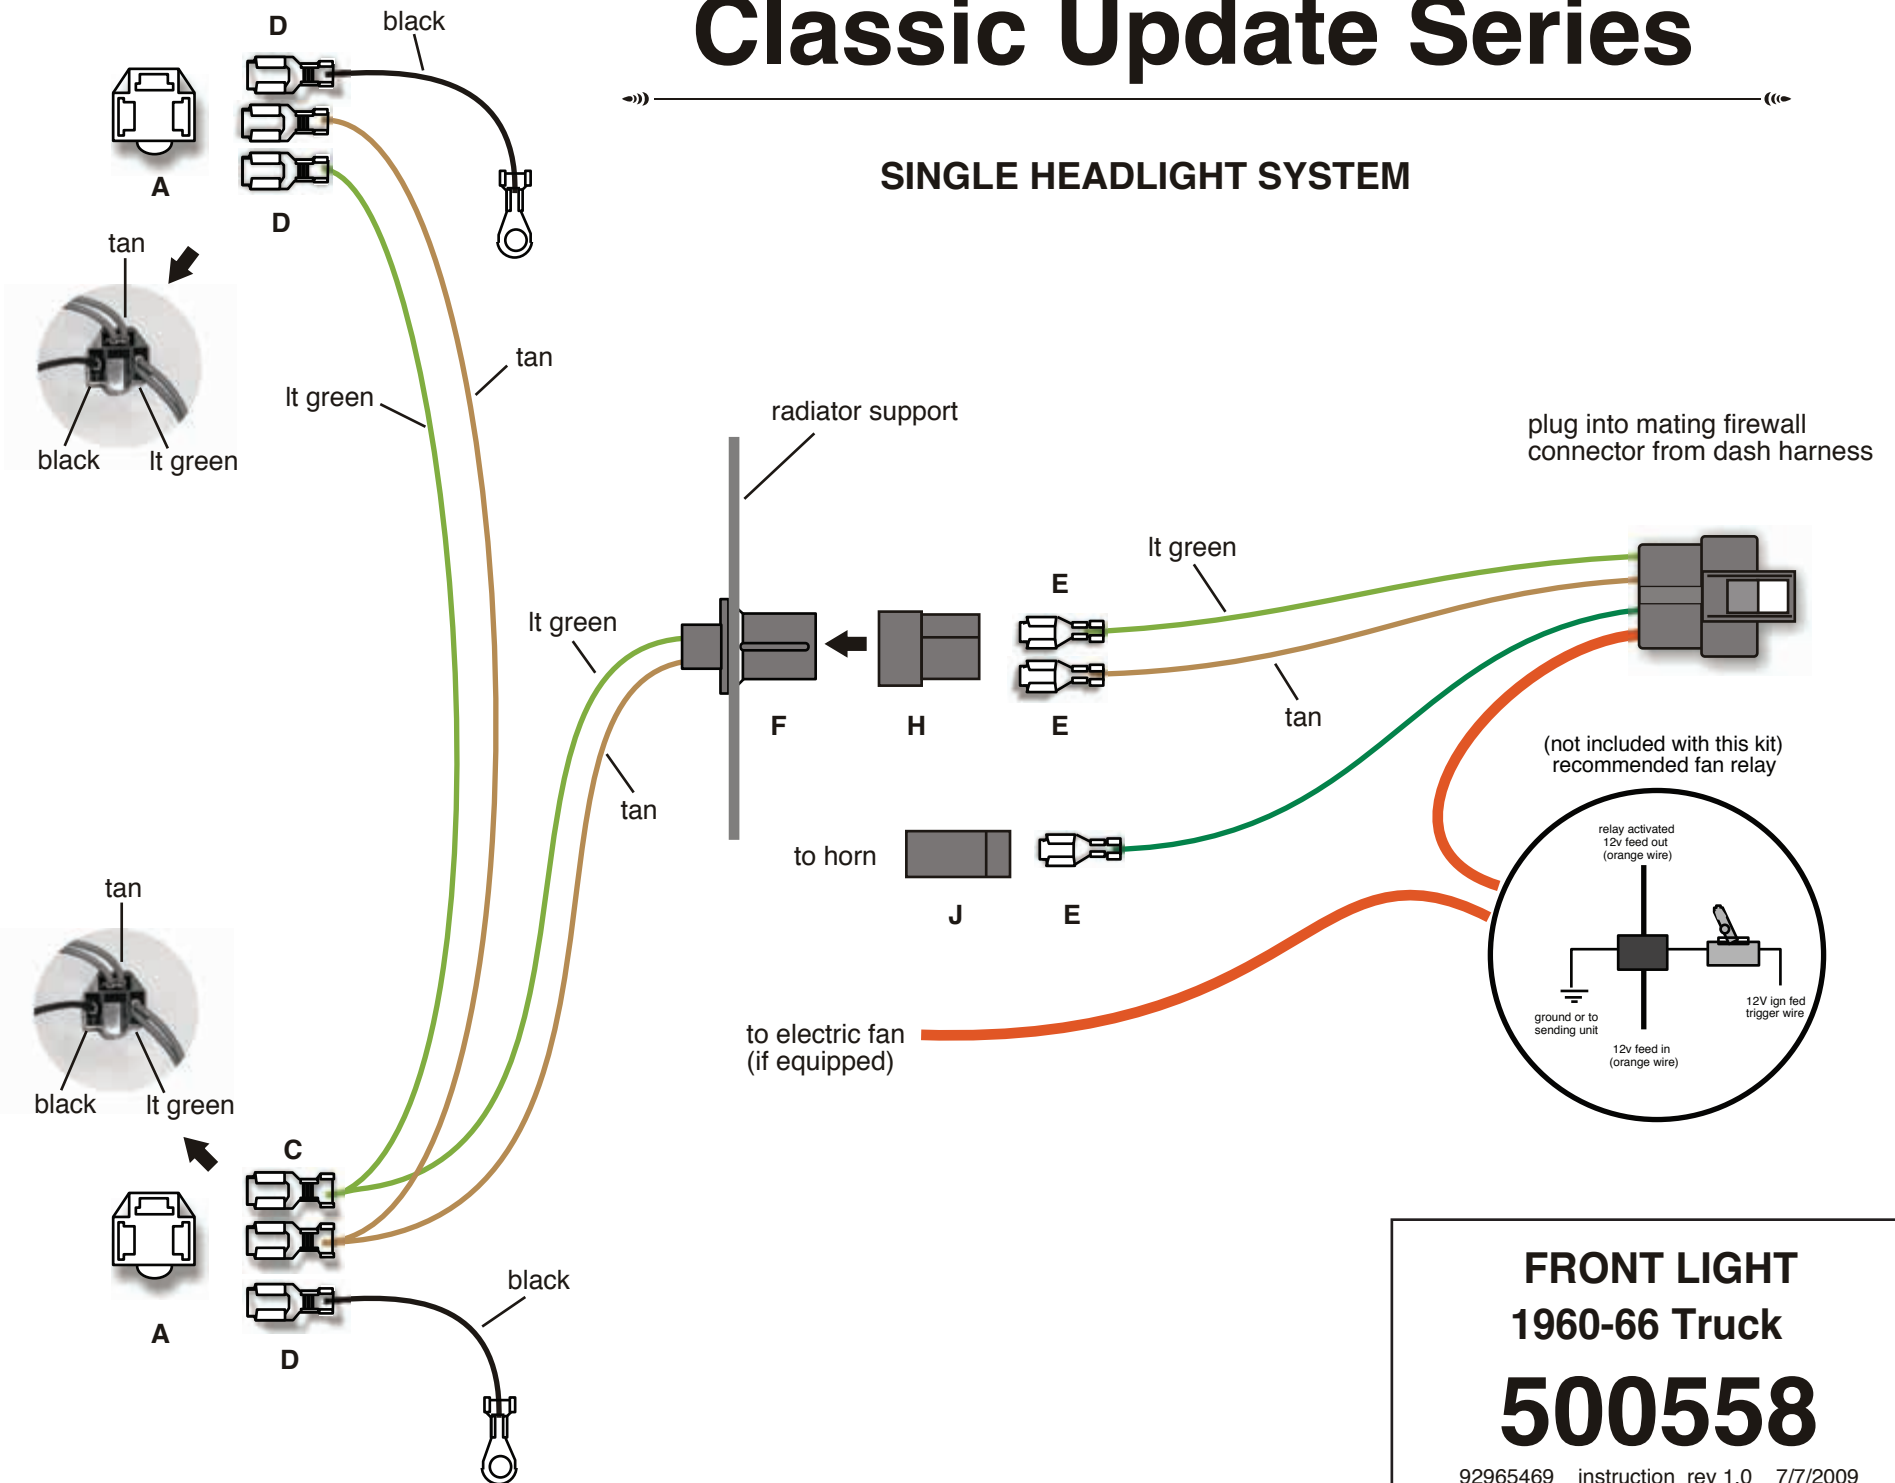 Classic Update Series
SINGLE HEADLIGHT SYSTEM
D
black
A
D
tan
black
lt green
lt green
tan
radiator support
plug into mating firewall
connector from dash harness
lt green
tan
F
H
E
E
lt green
tan
to horn
J
E
to electric fan
(if equipped)
(not included with this kit)
recommended fan relay
relay activated
12v feed out
(orange wire)
ground or to
sending unit
12V ign fed
trigger wire
12v feed in
(orange wire)
tan
black
lt green
C
A
D
black
FRONT LIGHT
1960-66 Truck
500558
92965469 instruction rev 1.0 7/7/2009